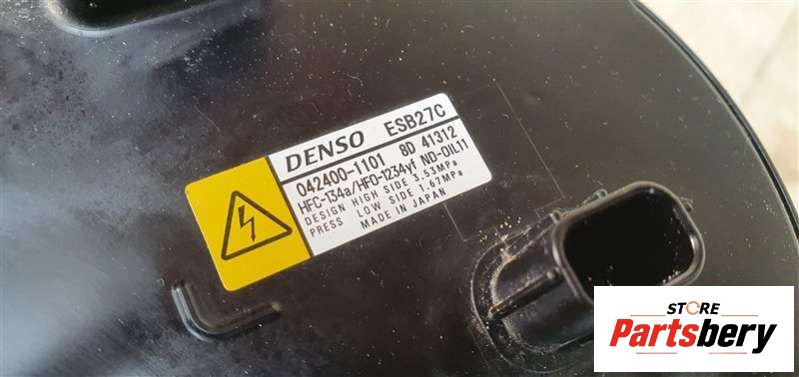 DENSO ESB27C
042400-1101 8D 41312
HFC-134a/HFO-1234yf ND-OIL11
DESIGN HIGH SIDE 3.53MPa
PRESS LOW SIDE 1.67MPa
MADE IN JAPAN
STORE
Partsbery